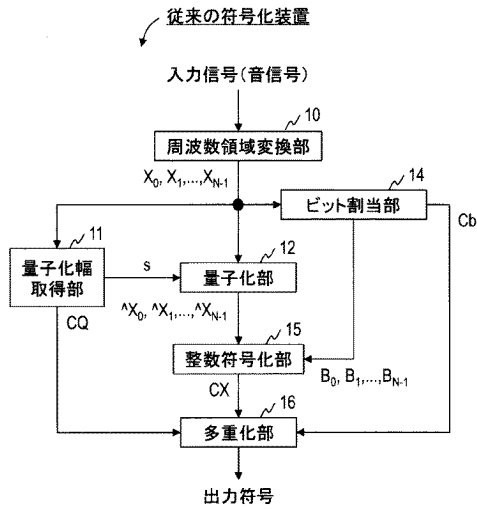 従来の符号化装置
入力信号(音信号)
10
周波数領域変換部
X0, X1,...,XN-1
14
ビット割当部
Cb
11
量子化幅
取得部
s
12
量子化部
CQ
^X0, ^X1,...,^XN-1
15
整数符号化部
B0, B1,...,BN-1
CX
16
多重化部
出力符号